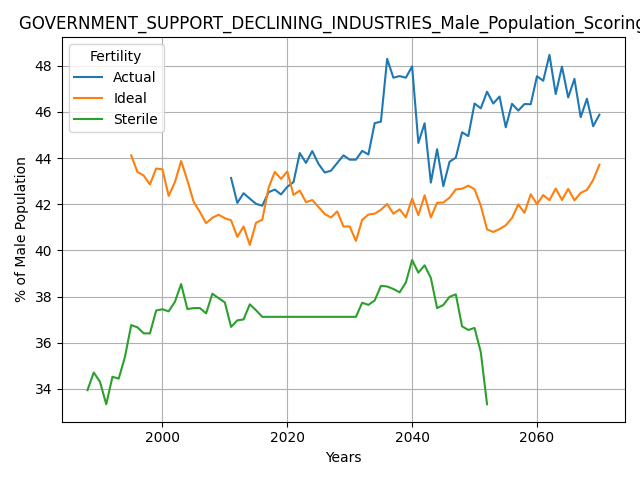 GOVERNMENT_SUPPORT_DECLINING_INDUSTRIES_Male_Population_Scoring
Fertility
Actual
Ideal
Sterile
% of Male Population
48
46
44
42
40
38
36
34
2000
2020
2040
2060
Years